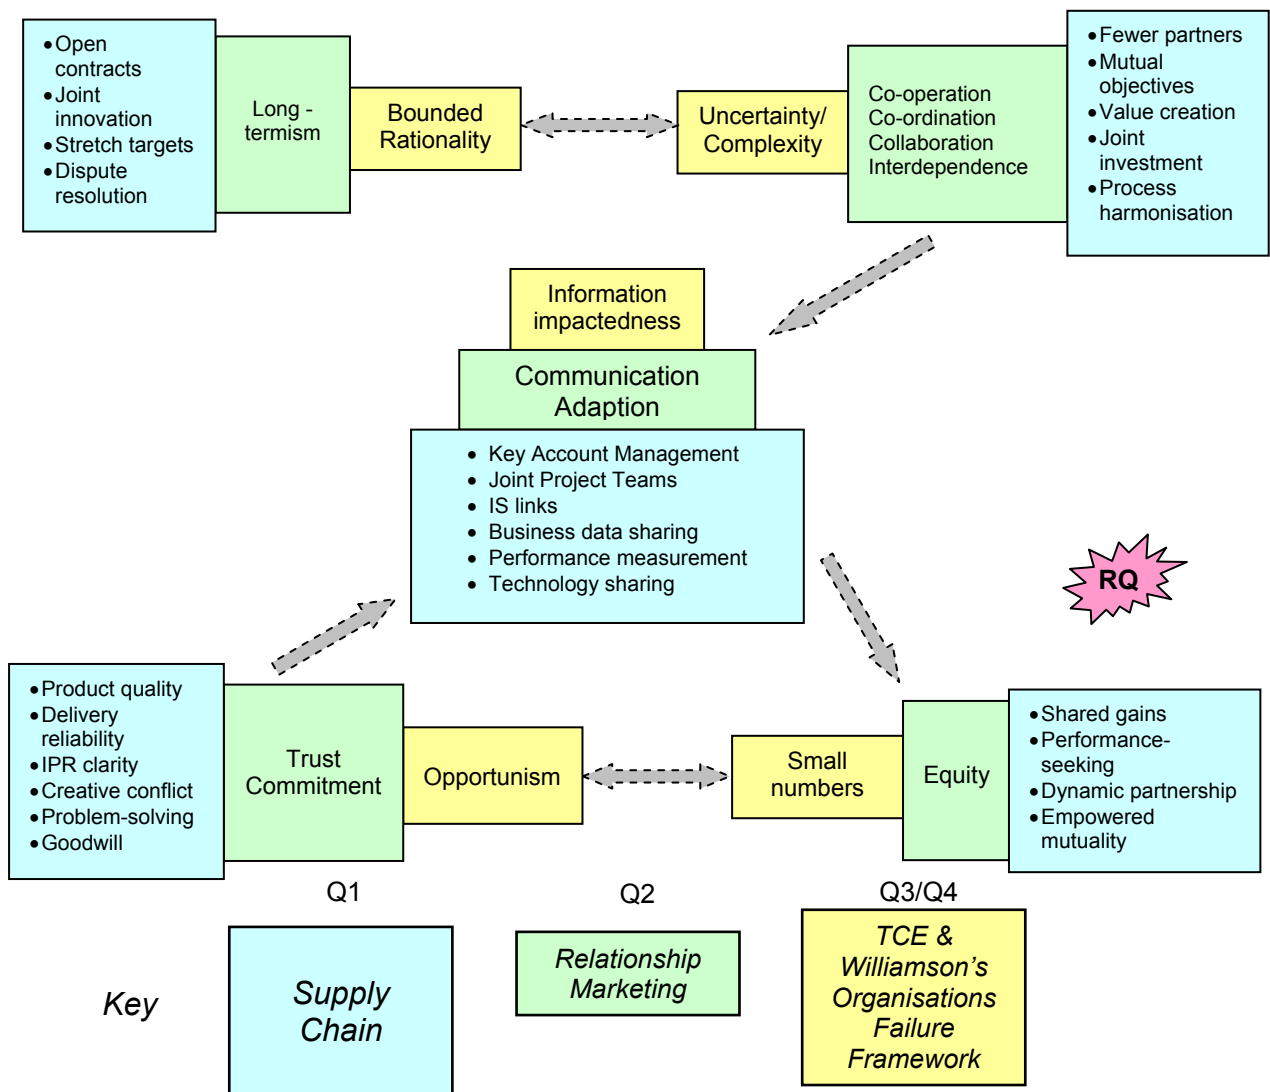 •Open
contracts
•Joint
innovation
•Stretch targets
•Dispute
resolution
Long -
termism
Bounded
Rationality
Uncertainty/
Complexity
Co-operation
Co-ordination
Collaboration
Interdependence
•Fewer partners
•Mutual
objectives
•Value creation
•Joint
investment
•Process
harmonisation
Information
impactedness
Communication
Adaption
• Key Account Management
• Joint Project Teams
• IS links
• Business data sharing
• Performance measurement
• Technology sharing
RQ
•Product quality
•Delivery
reliability
•IPR clarity
•Creative conflict
•Problem-solving
•Goodwill
Trust
Commitment
Opportunism
Small
numbers
Equity
•Shared gains
•Performance-
seeking
•Dynamic partnership
•Empowered
mutuality
Q1
Q2
Q3/Q4
Key
Supply
Chain
Relationship
Marketing
TCE &
Williamson's
Organisations
Failure
Framework